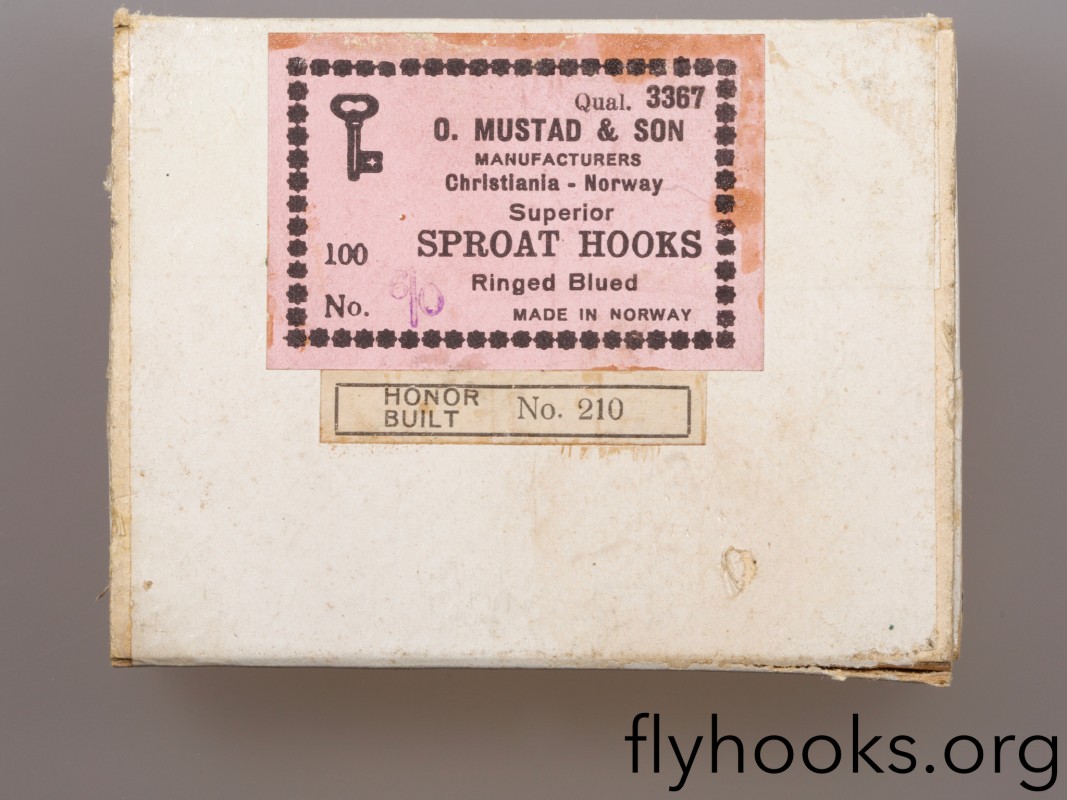 Qual. 3367
O. MUSTAD & SON
MANUFACTURERS
Christiania - Norway
Superior
SPROAT HOOKS
100
Ringed Blued
No. 90
MADE IN NORWAY
HONOR
BUILT
No. 210
flyhooks.org